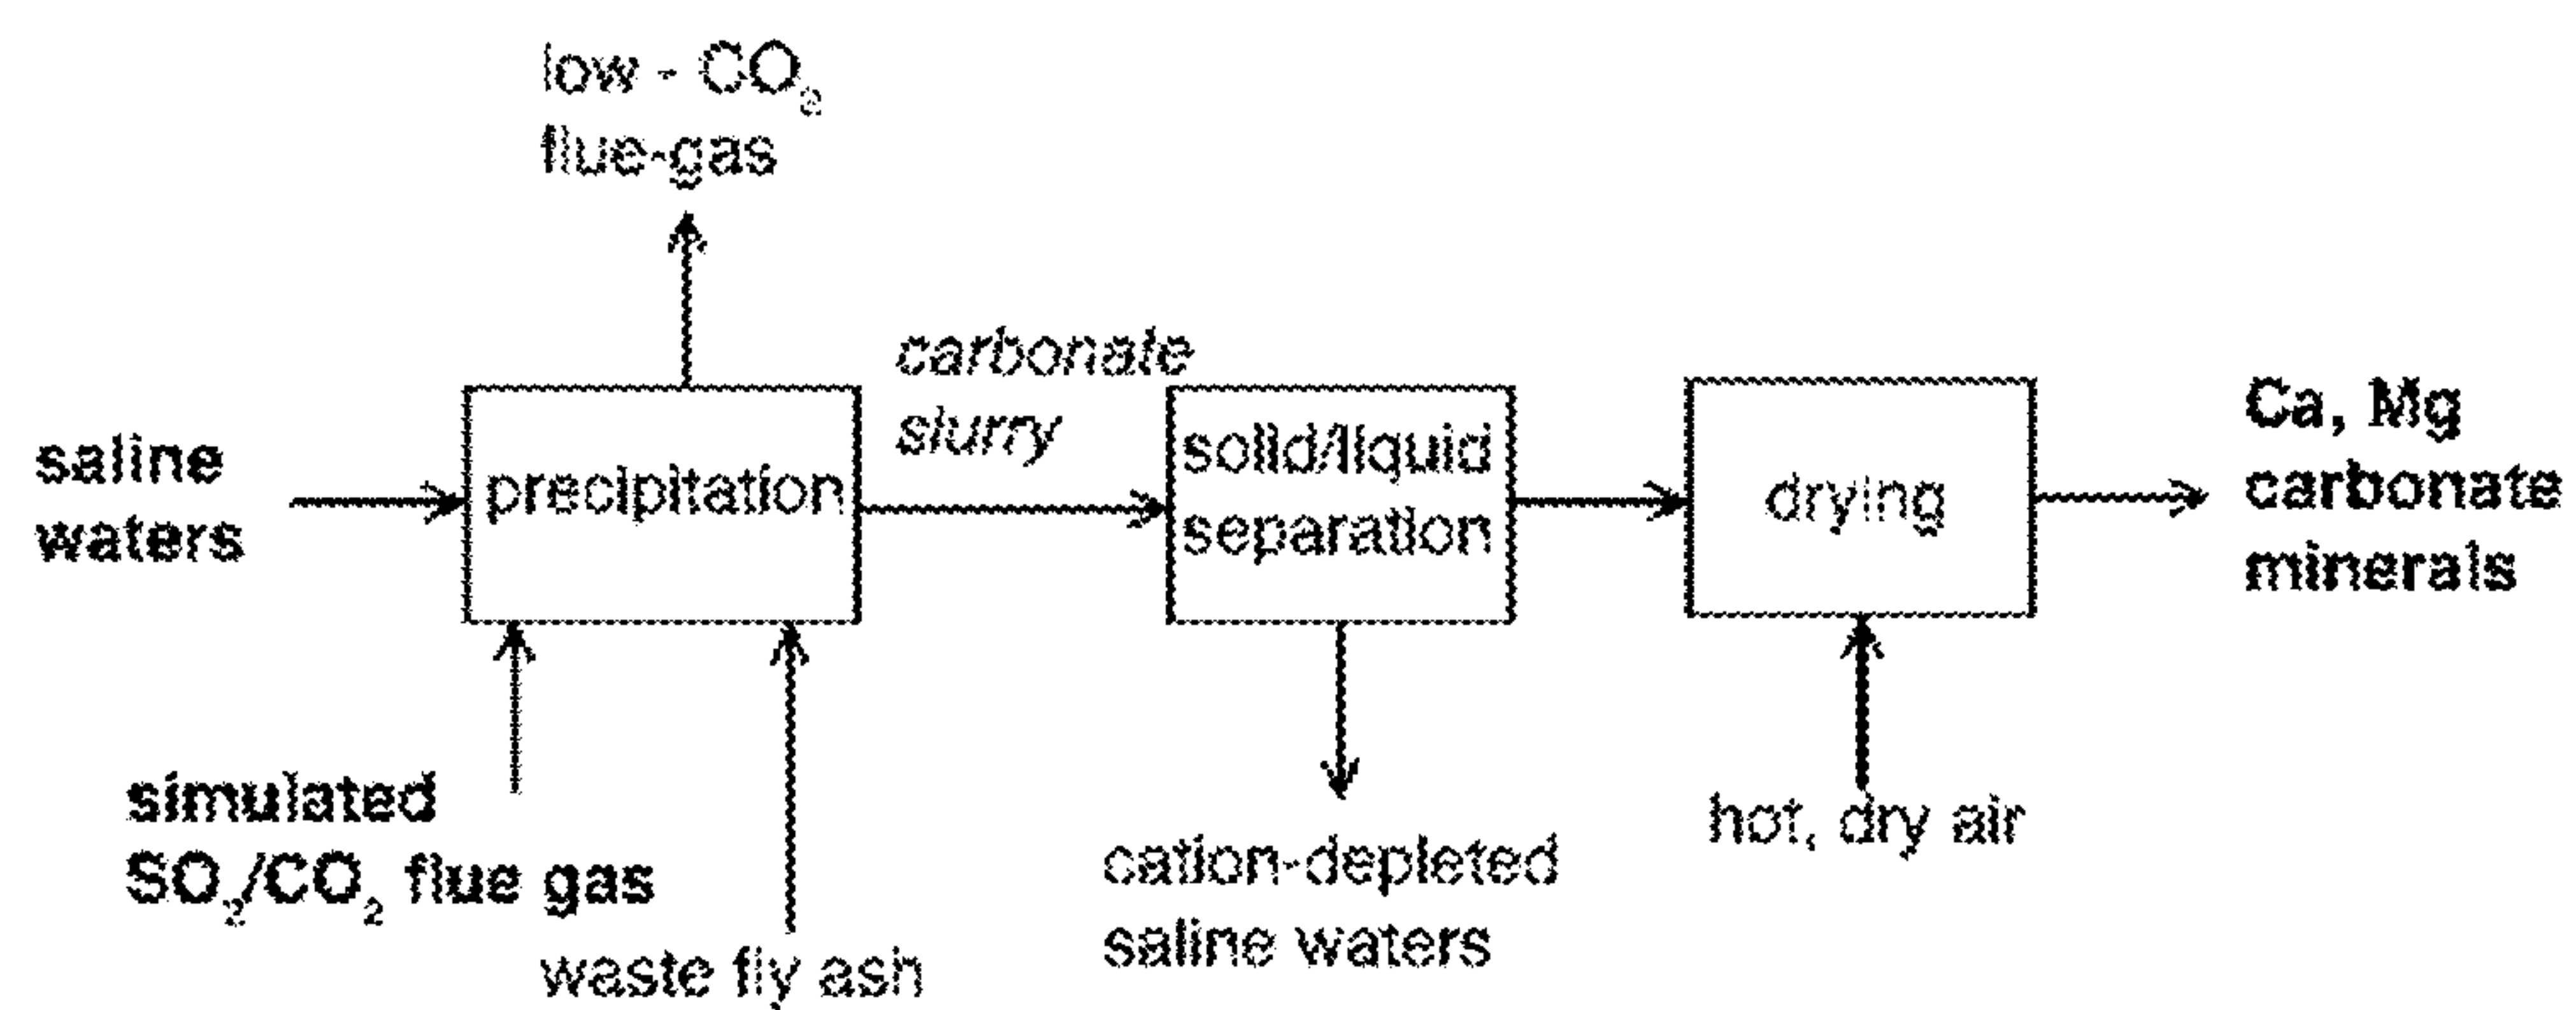 low - CO₂
flue-gas
saline
waters
precipitation
carbonate
slurry
solid/liquid
separation
drying
Ca, Mg
carbonate
minerals
simulated
SO₂/CO₂ flue gas
waste fly ash
cation-depleted
saline waters
hot, dry air